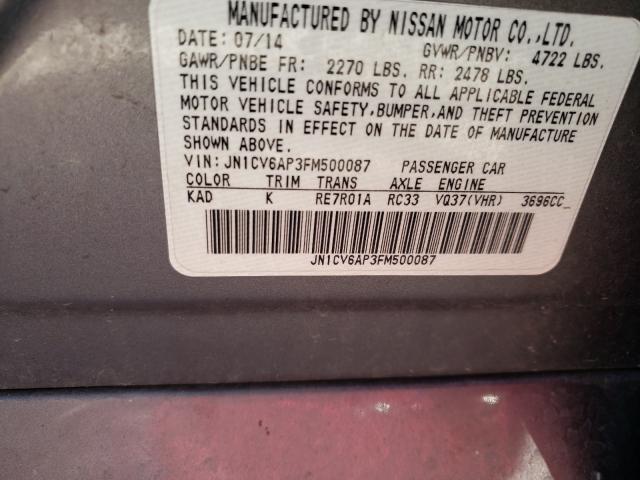 MANUFACTURED BY NISSAN MOTOR CO.,LTD.
DATE: 07/14 GVWR/PNBV: 4722 LBS.
GAWR/PNBE FR: 2270 LBS. RR: 2478 LBS.
THIS VEHICLE CONFORMS TO ALL APPLICABLE FEDERAL
MOTOR VEHICLE SAFETY,BUMPER,AND THEFT PREVENTION
STANDARDS IN EFFECT ON THE DATE OF MANUFACTURE
SHOWN ABOVE.
VIN: JN1CV6AP3FM500087 PASSENGER CAR
COLOR TRIM TRANS AXLE ENGINE
KAD K RE7R01A RC33 VQ37(VHR) 3696CC_
JN1CV6AP3FM500087